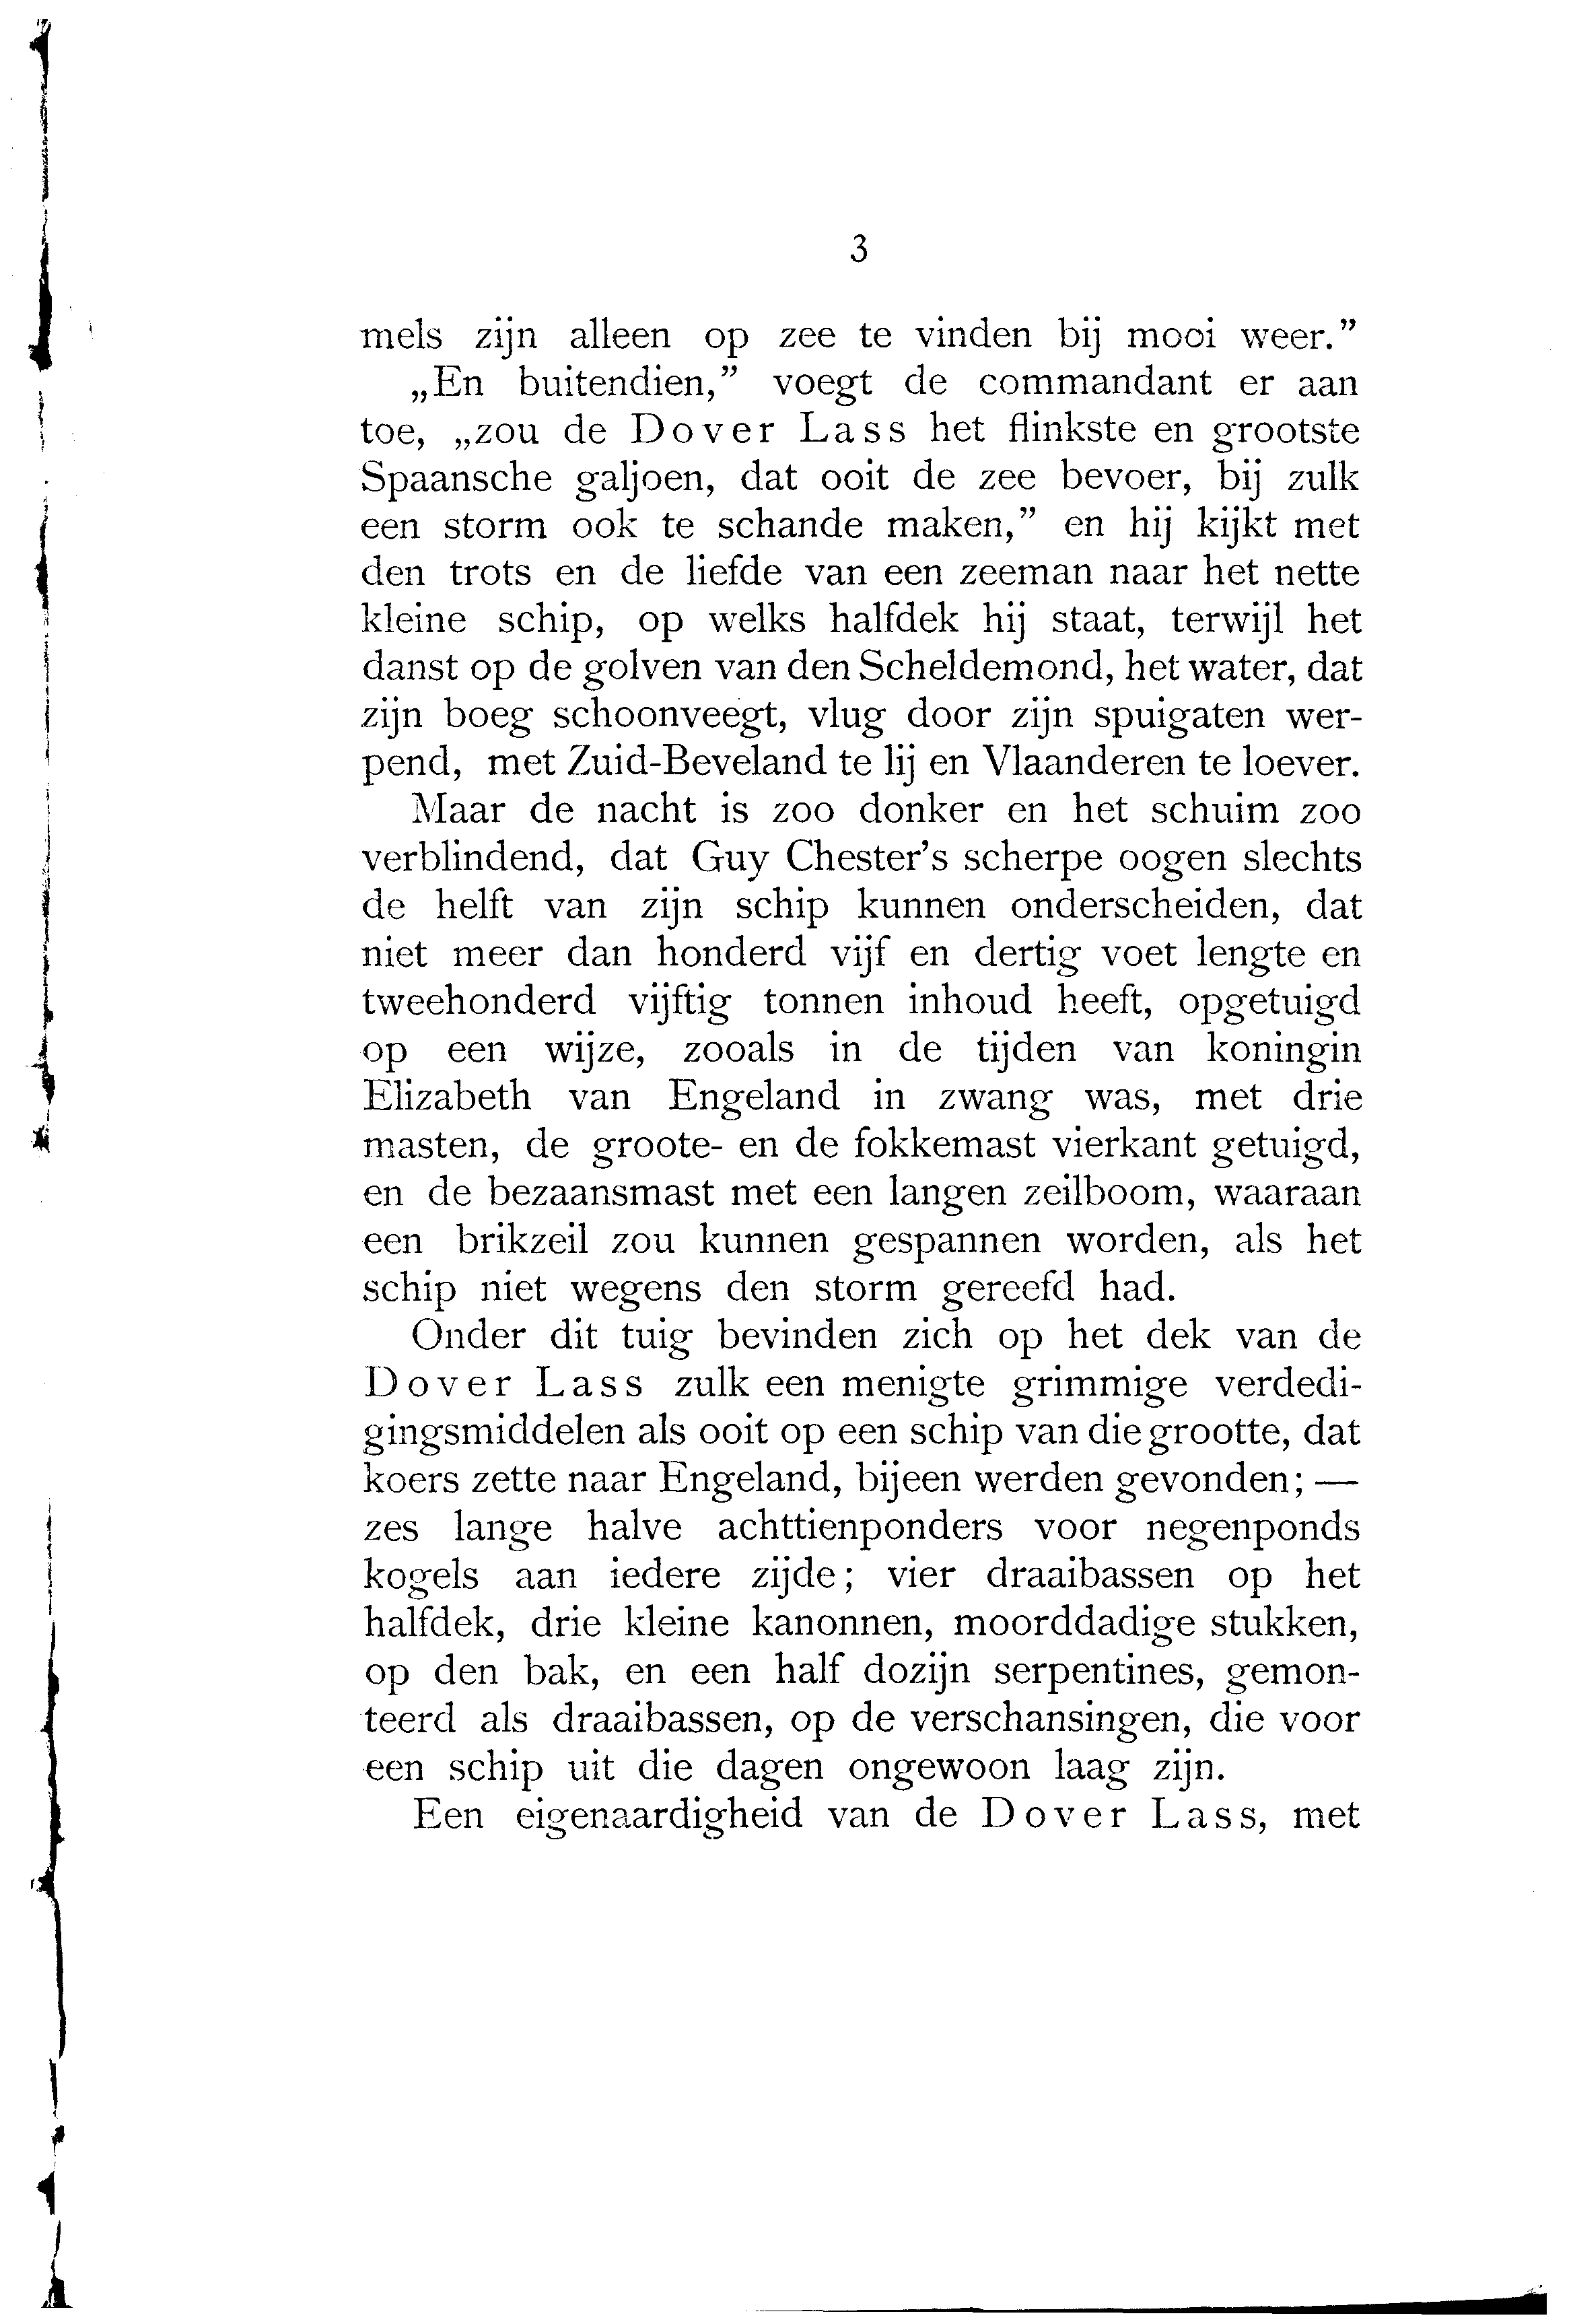 3
mels zijn alleen op zee te vinden bij mooi weer.”
„En buitendien,” voegt de commandant er aan
toe, „zou de Dover Lass het flinkste en grootste
Spaansche galjoen, dat ooit de zee bevoer, bij zulk
een storm ook te schande maken,” en hij kijkt met
den trots en de liefde van een zeeman naar het nette
kleine schip, op welks halfdek hij staat, terwijl het
danst op de golven van den Scheldemond, het water, dat
zijn boeg schoonveegt, vlug door zijn spuigaten wer-
pend, met Zuid-Beveland te lij en Vlaanderen te loever.
Maar de nacht is zoo donker en het schuim zoo
verblindend, dat Guy Chester’s scherpe oogen slechts
de helft van zijn schip kunnen onderscheiden, dat
niet meer dan honderd vijf en dertig voet lengte en
tweehonderd vijftig tonnen inhoud heeft, opgetuigd
op een wijze, zooals in de tijden van koningin
Elizabeth van Engeland in zwang was, met drie
masten, de groote- en de fokkemast vierkant getuigd,
en de bezaansmast met een langen zeilboom, waaraan
een brikzeil zou kunnen gespannen worden, als het
schip niet wegens den storm gereefd had.
Onder dit tuig bevinden zich op het dek van de
Dover Lass zulk een menigte grimmige verdedi-
gingsmiddelen als ooit op een schip van die grootte, dat
koers zette naar Engeland, bijeen werden gevonden; —
zes lange halve achttienponders voor negenponds
kogels aan iedere zijde; vier draaibassen op het
halfdek, drie kleine kanonnen, moorddadige stukken,
op den bak, en een half dozijn serpentines, gemon-
teerd als draaibassen, op de verschansingen, die voor
een schip uit die dagen ongewoon laag zijn.
Een eigenaardigheid van de Dover Lass, met